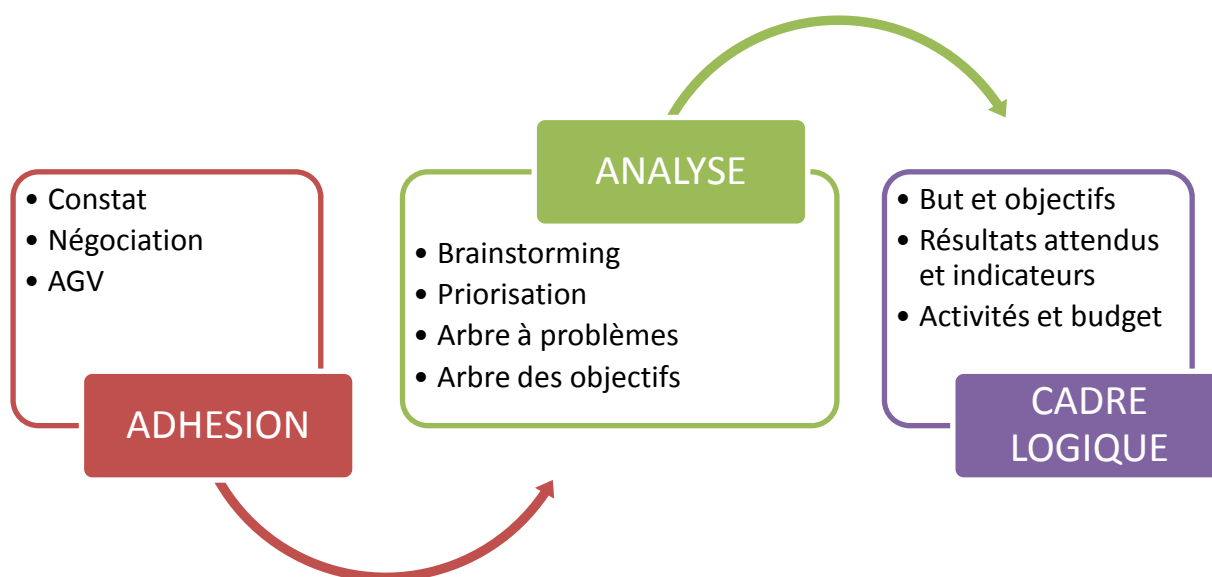 • Constat
• Négociation
• AGV
ADHESION
ANALYSE
• Brainstorming
• Priorisation
• Arbre à problèmes
• Arbre des objectifs
• But et objectifs
• Résultats attendus
et indicateurs
• Activités et budget
CADRE
LOGIQUE